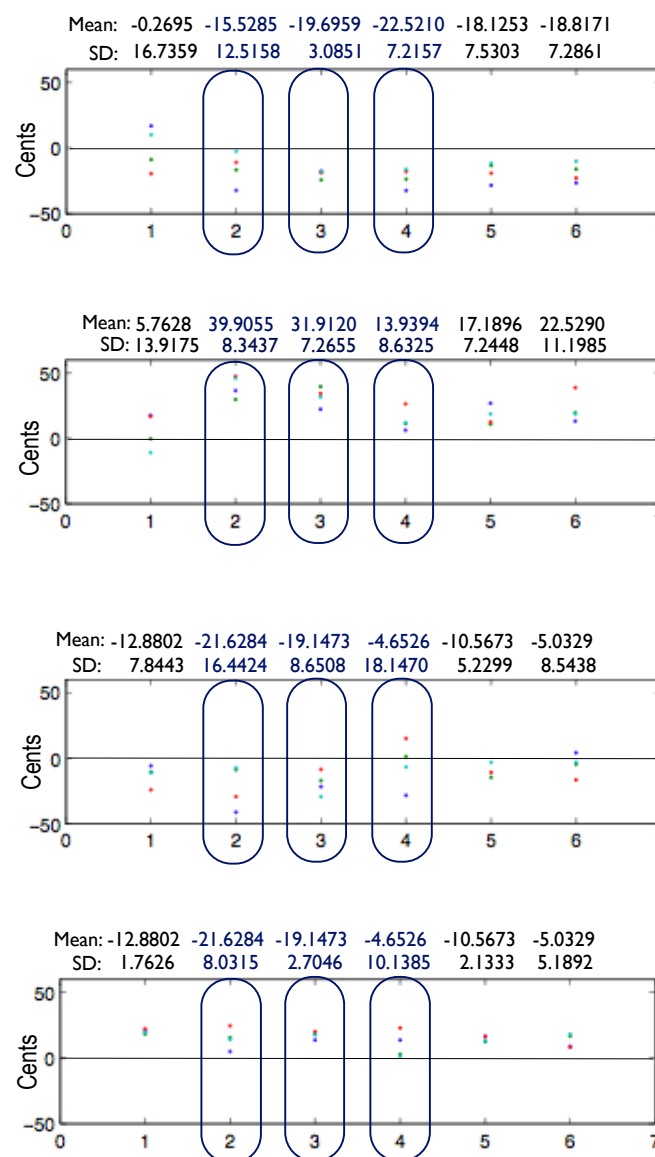 Mean: -0.2695 -15.5285 -19.6959 -22.5210 -18.1253 -18.8171
SD: 16.7359 12.5158 3.0851 7.2157 7.5303 7.2861
50
Cents
0
−50
0 1 2 3 4 5 6
Mean: 5.7628 39.9055 31.9120 13.9394 17.1896 22.5290
SD: 13.9175 8.3437 7.2655 8.6325 7.2448 11.1985
50
Cents
0
−50
0 1 2 3 4 5 6 7
Mean: -12.8802 -21.6284 -19.1473 -4.6526 -10.5673 -5.0329
SD: 7.8443 16.4424 8.6508 18.1470 5.2299 8.5438
50
Cents
0
−50
0 1 2 3 4 5 6
Mean: -12.8802 -21.6284 -19.1473 -4.6526 -10.5673 -5.0329
SD: 1.7626 8.0315 2.7046 10.1385 2.1333 5.1892
50
Cents
0
−50
0 1 2 3 4 5 6 7